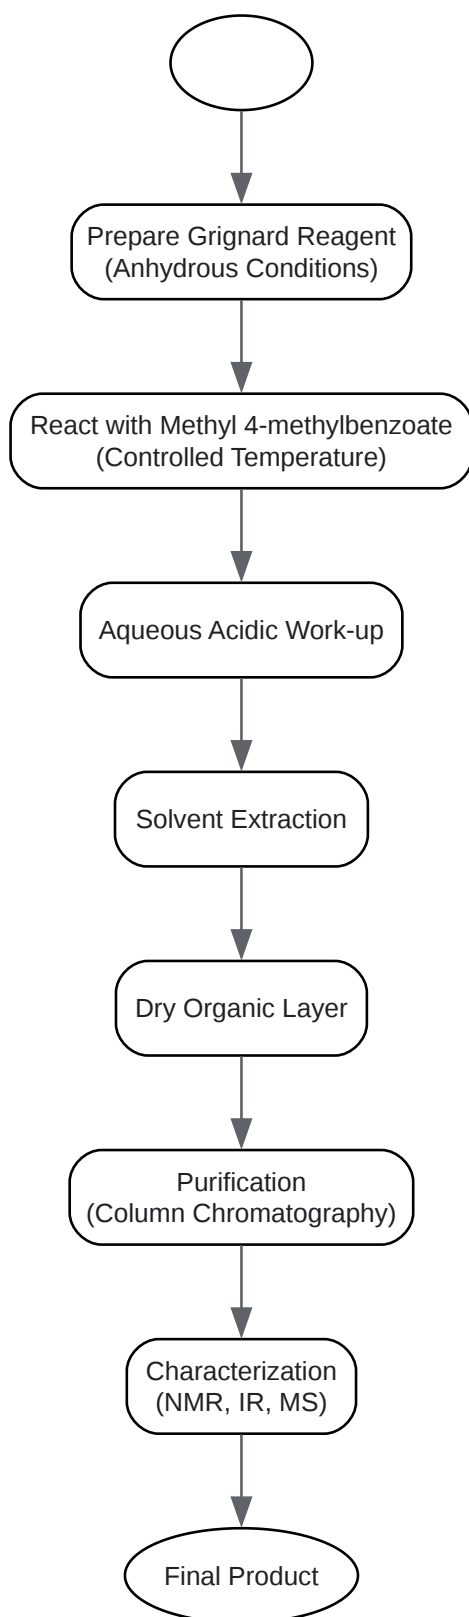 Prepare Grignard Reagent
(Anhydrous Conditions)
React with Methyl 4-methylbenzoate
(Controlled Temperature)
Aqueous Acidic Work-up
Solvent Extraction
Dry Organic Layer
Purification
(Column Chromatography)
Characterization
(NMR, IR, MS)
Final Product